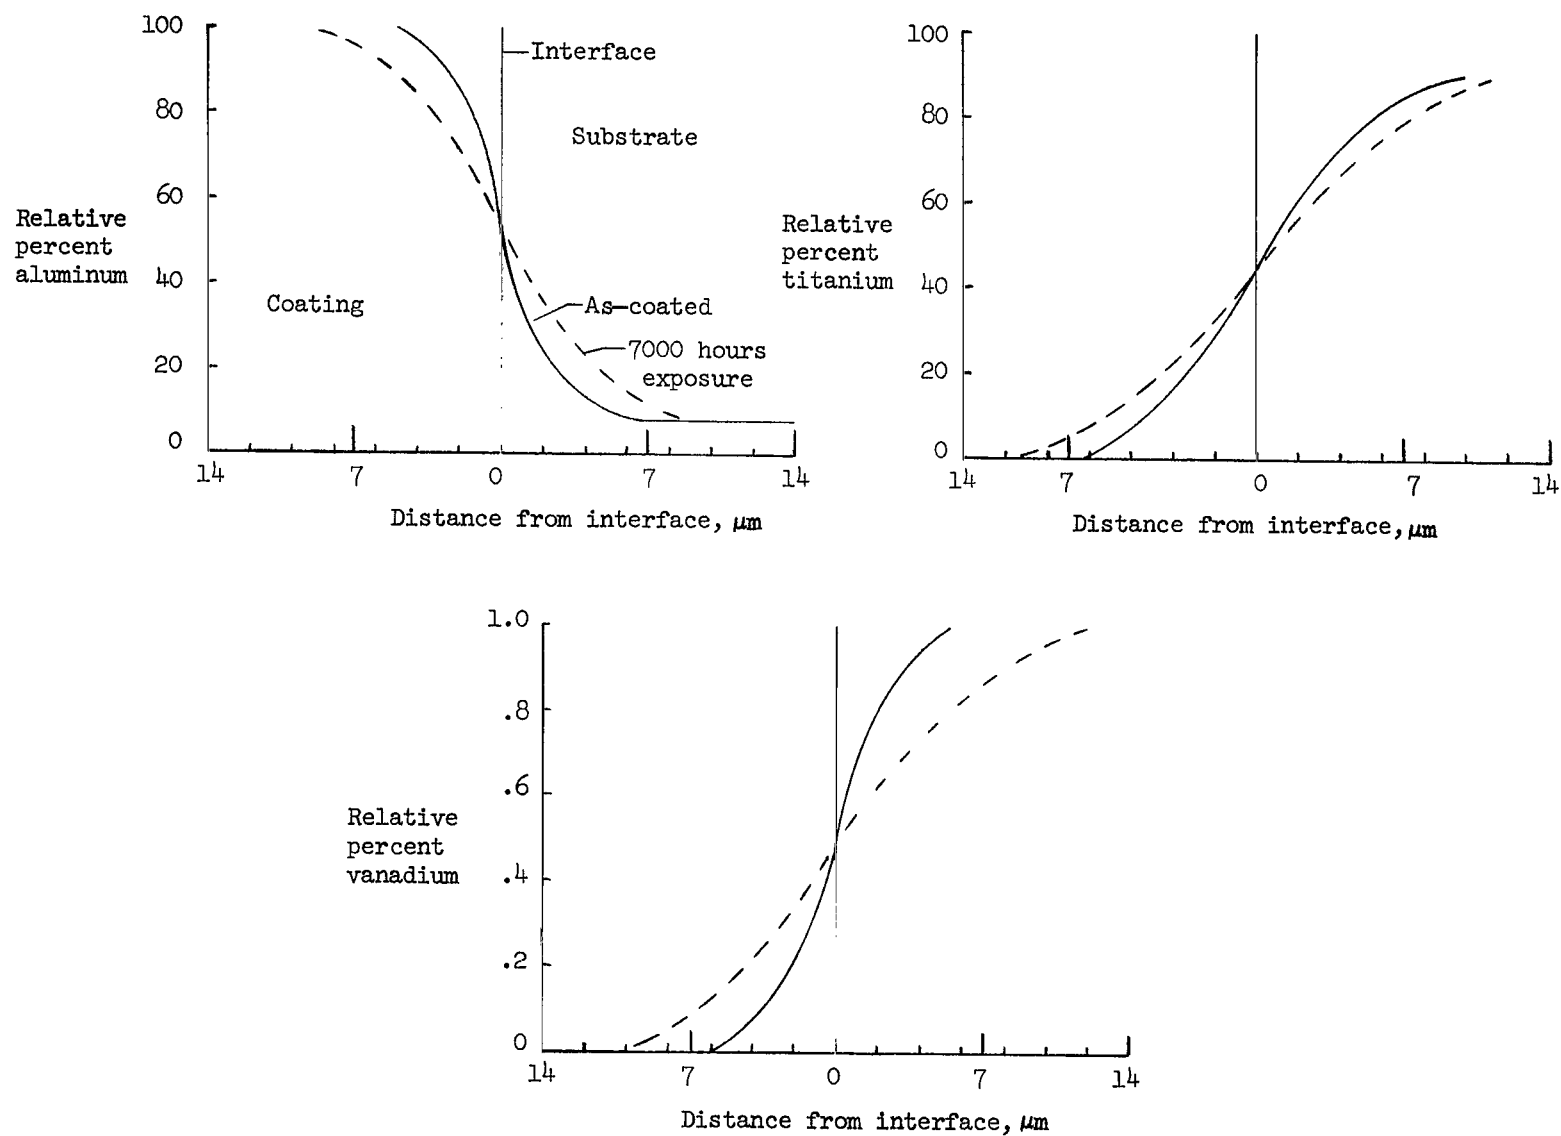 100
80
60
40
20
0
Relative
percent
aluminum
Interface
Substrate
Coating
As-coated
7000 hours
exposure
14 7 0 7 14
Distance from interface, μm
100
80
60
40
20
0
Relative
percent
titanium
14 7 0 7 14
Distance from interface, μm
1.0
.8
.6
.4
.2
0
Relative
percent
vanadium
14 7 0 7 14
Distance from interface, μm